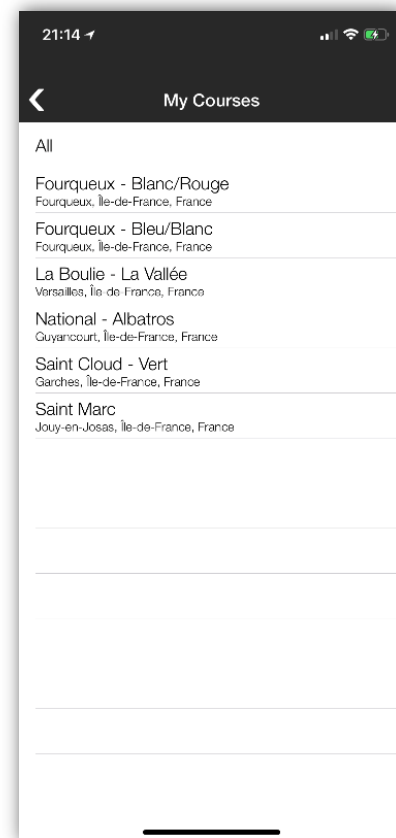 21:14
My Courses
All
Fourqueux - Blanc/Rouge
Fourqueux, Île-de-France, France
Fourqueux - Bleu/Blanc
Fourqueux, Île-de-France, France
La Boulie - La Vallée
Versailles, Île-de-France, France
National - Albatros
Guyancourt, Île-de-France, France
Saint Cloud - Vert
Garches, Île-de-France, France
Saint Marc
Jouy-en-Josas, Île-de-France, France